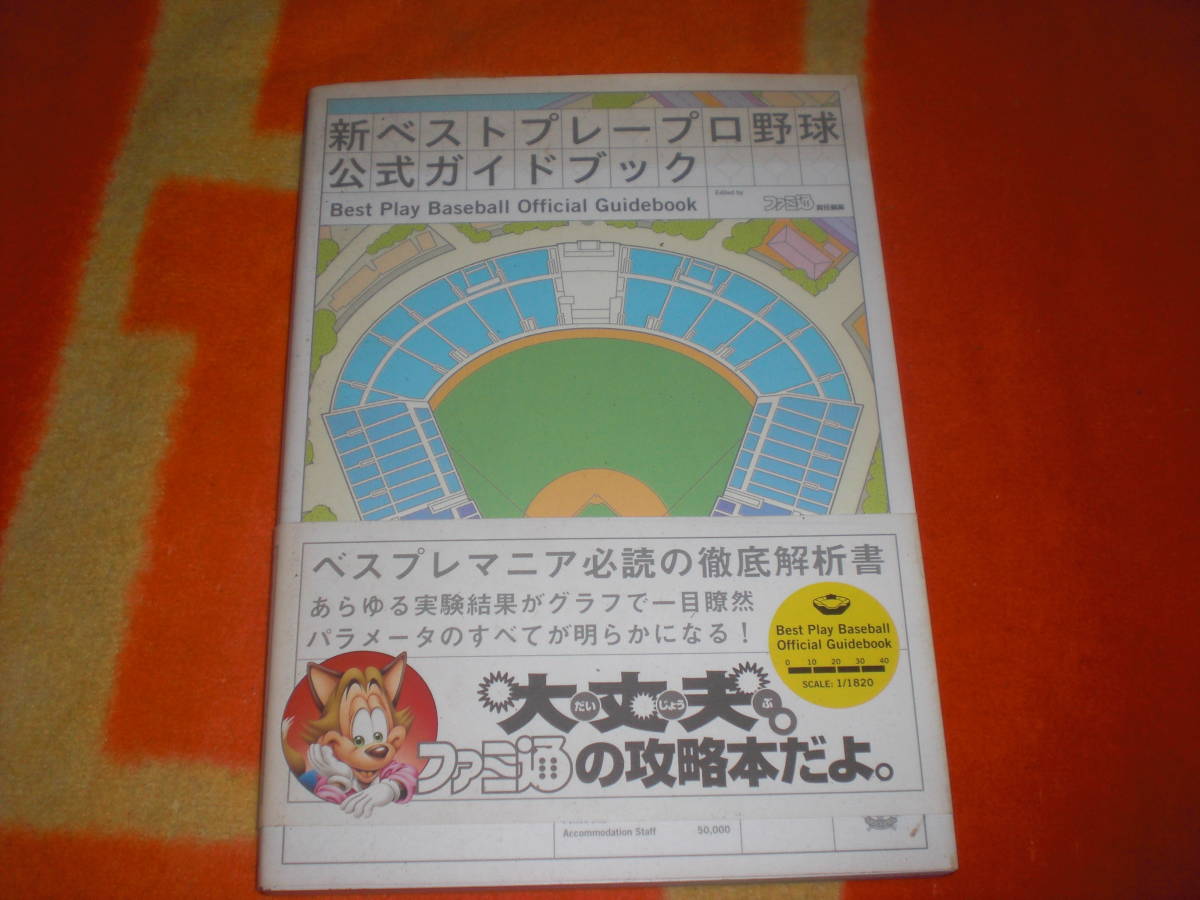 新ベストプレープロ野球
公式ガイドブック
Best Play Baseball Official Guidebook
Edited by
ファミ通 責任編集
ベスプレマニア必読の徹底解析書
あらゆる実験結果がグラフで一目瞭然
パラメータのすべてが明らかになる！
Best Play Baseball
Official Guidebook
0 10 20 30 40
SCALE: 1/1820
大丈夫。
だい じょう ぶ
ファミ通の攻略本だよ。
Accommodation Staff 50,000